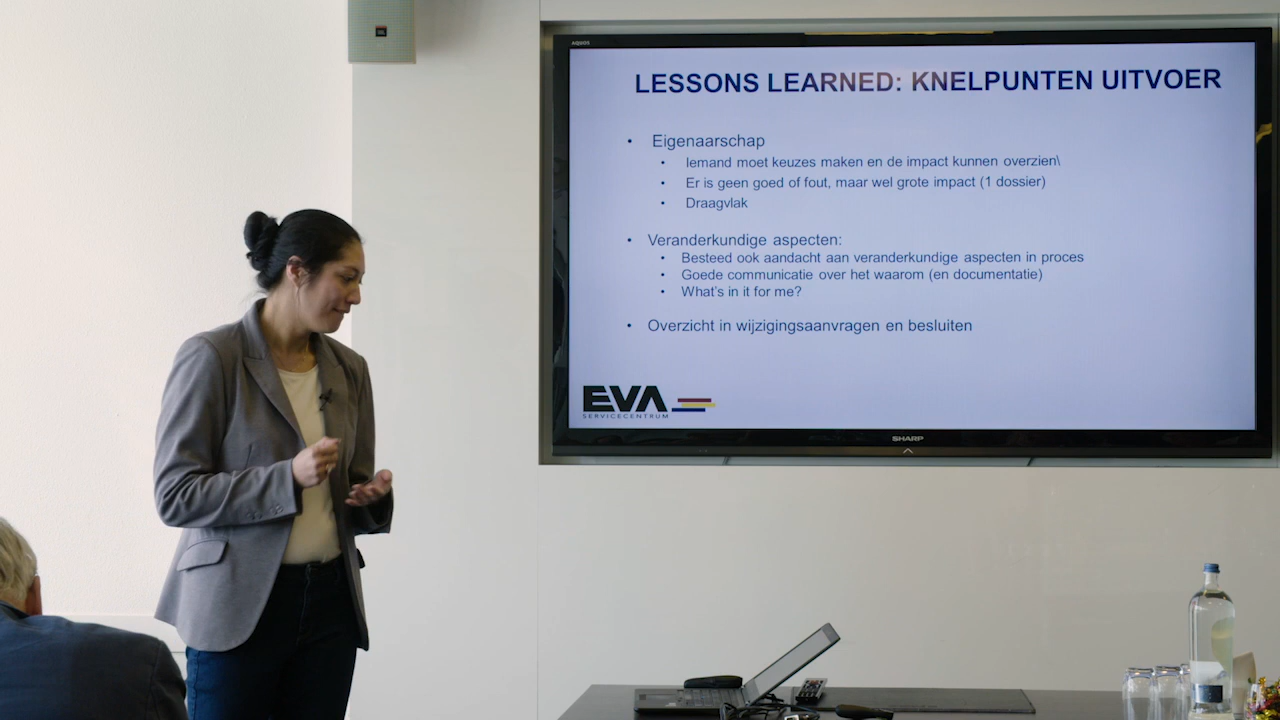 JBL
AQUOS
LESSONS LEARNED: KNELPUNTEN UITVOER
• Eigenaarschap
• Iemand moet keuzes maken en de impact kunnen overzien\
• Er is geen goed of fout, maar wel grote impact (1 dossier)
• Draagvlak
• Veranderkundige aspecten:
• Besteed ook aandacht aan veranderkundige aspecten in proces
• Goede communicatie over het waarom (en documentatie)
• What's in it for me?
• Overzicht in wijzigingsaanvragen en besluiten
EVA
SERVICECENTRUM
SHARP